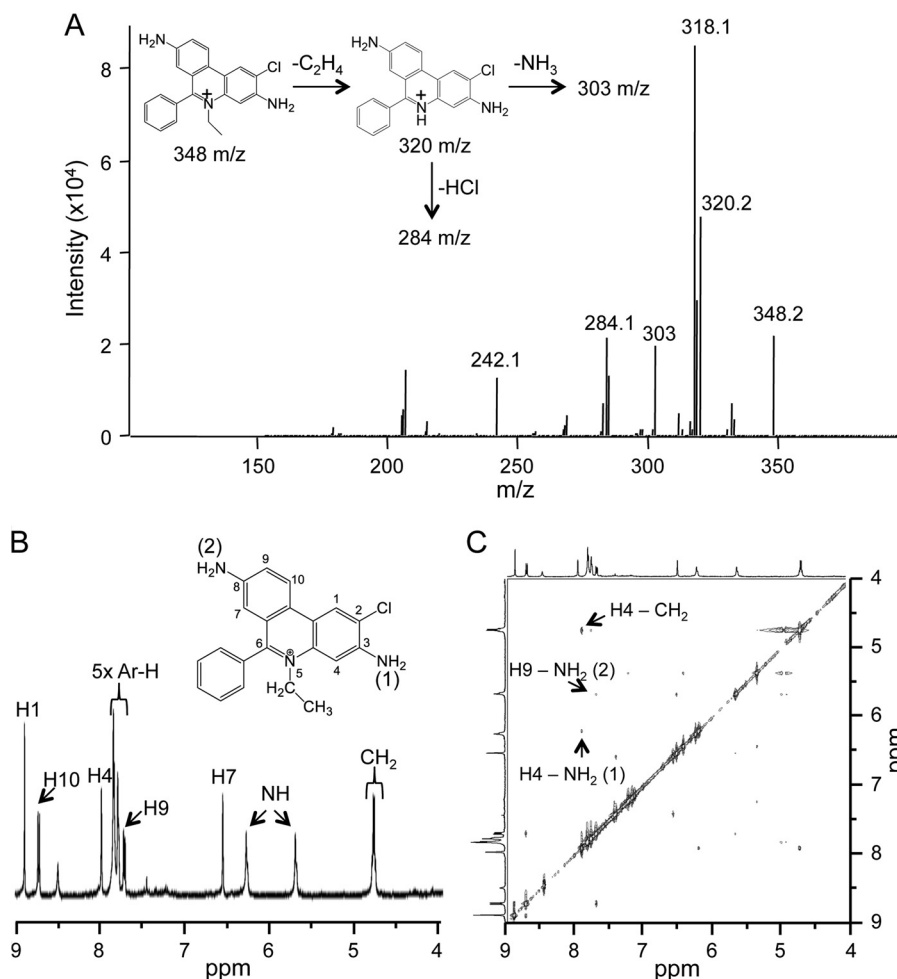 A
Intensity (x10⁴)
8
6
4
2
0
H₂N
Cl
NH₂
+
N
348 m/z
-C₂H₄
H₂N
Cl
NH₂
+
N
H
320 m/z
-NH₃
303 m/z
-HCl
284 m/z
318.1
320.2
348.2
303
284.1
242.1
150
200
250
300
350
m/z
B
(2)
H₂N
8
9
10
7
6
1
2
Cl
3
NH₂
(1)
4
N
⊕
5
H₂C
CH₃
H1
H10
5x Ar-H
H4
H9
H7
NH
CH₂
9
8
7
6
5
4
ppm
C
H4 – CH₂
H9 – NH₂ (2)
H4 – NH₂ (1)
4
5
6
7
8
9
ppm
9
8
7
6
5
4
ppm